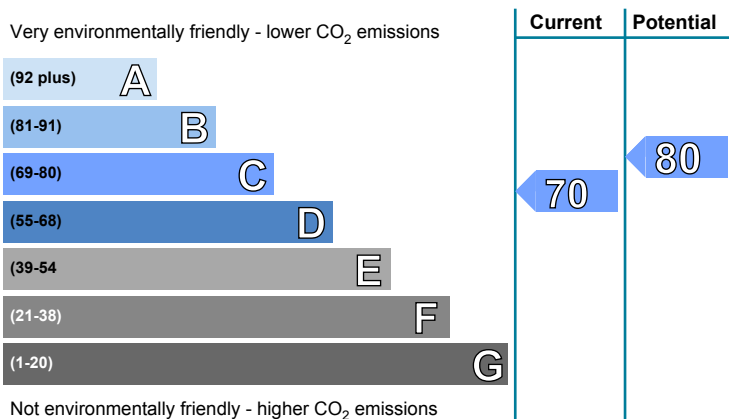 Very environmentally friendly - lower CO2 emissions
Current
Potential
(92 plus) A
(81-91) B
(69-80) C
(55-68) D
(39-54 E
(21-38) F
(1-20) G
80
70
Not environmentally friendly - higher CO2 emissions